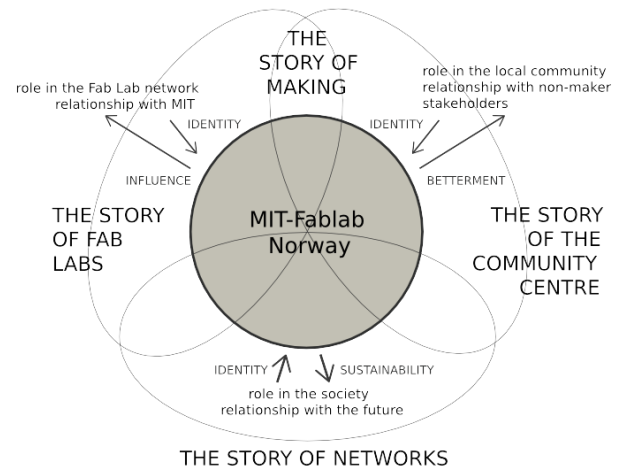 THE
STORY OF
MAKING
role in the Fab Lab network
relationship with MIT
role in the local community
relationship with non-maker
stakeholders
IDENTITY
IDENTITY
INFLUENCE
BETTERMENT
THE STORY
OF FAB
LABS
MIT-Fablab
Norway
THE STORY
OF THE
COMMUNITY
CENTRE
IDENTITY
SUSTAINABILITY
role in the society
relationship with the future
THE STORY OF NETWORKS